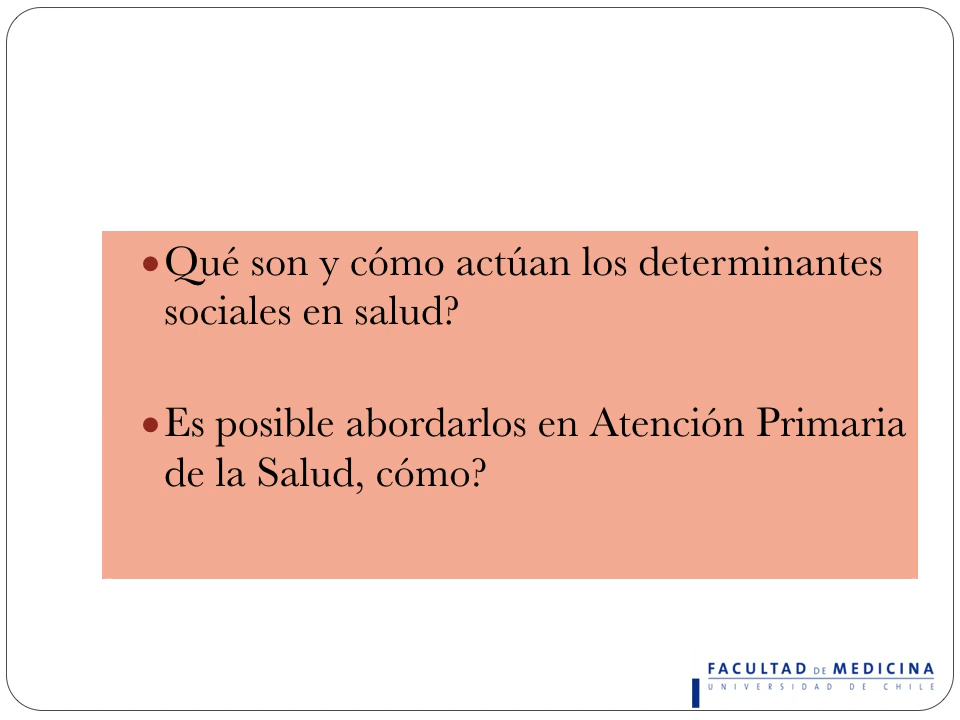 •Qué son y cómo actúan los determinantes
sociales en salud?
•Es posible abordarlos en Atención Primaria
de la Salud, cómo?
FACULTAD DE MEDICINA
UNIVERSIDAD DE CHILE